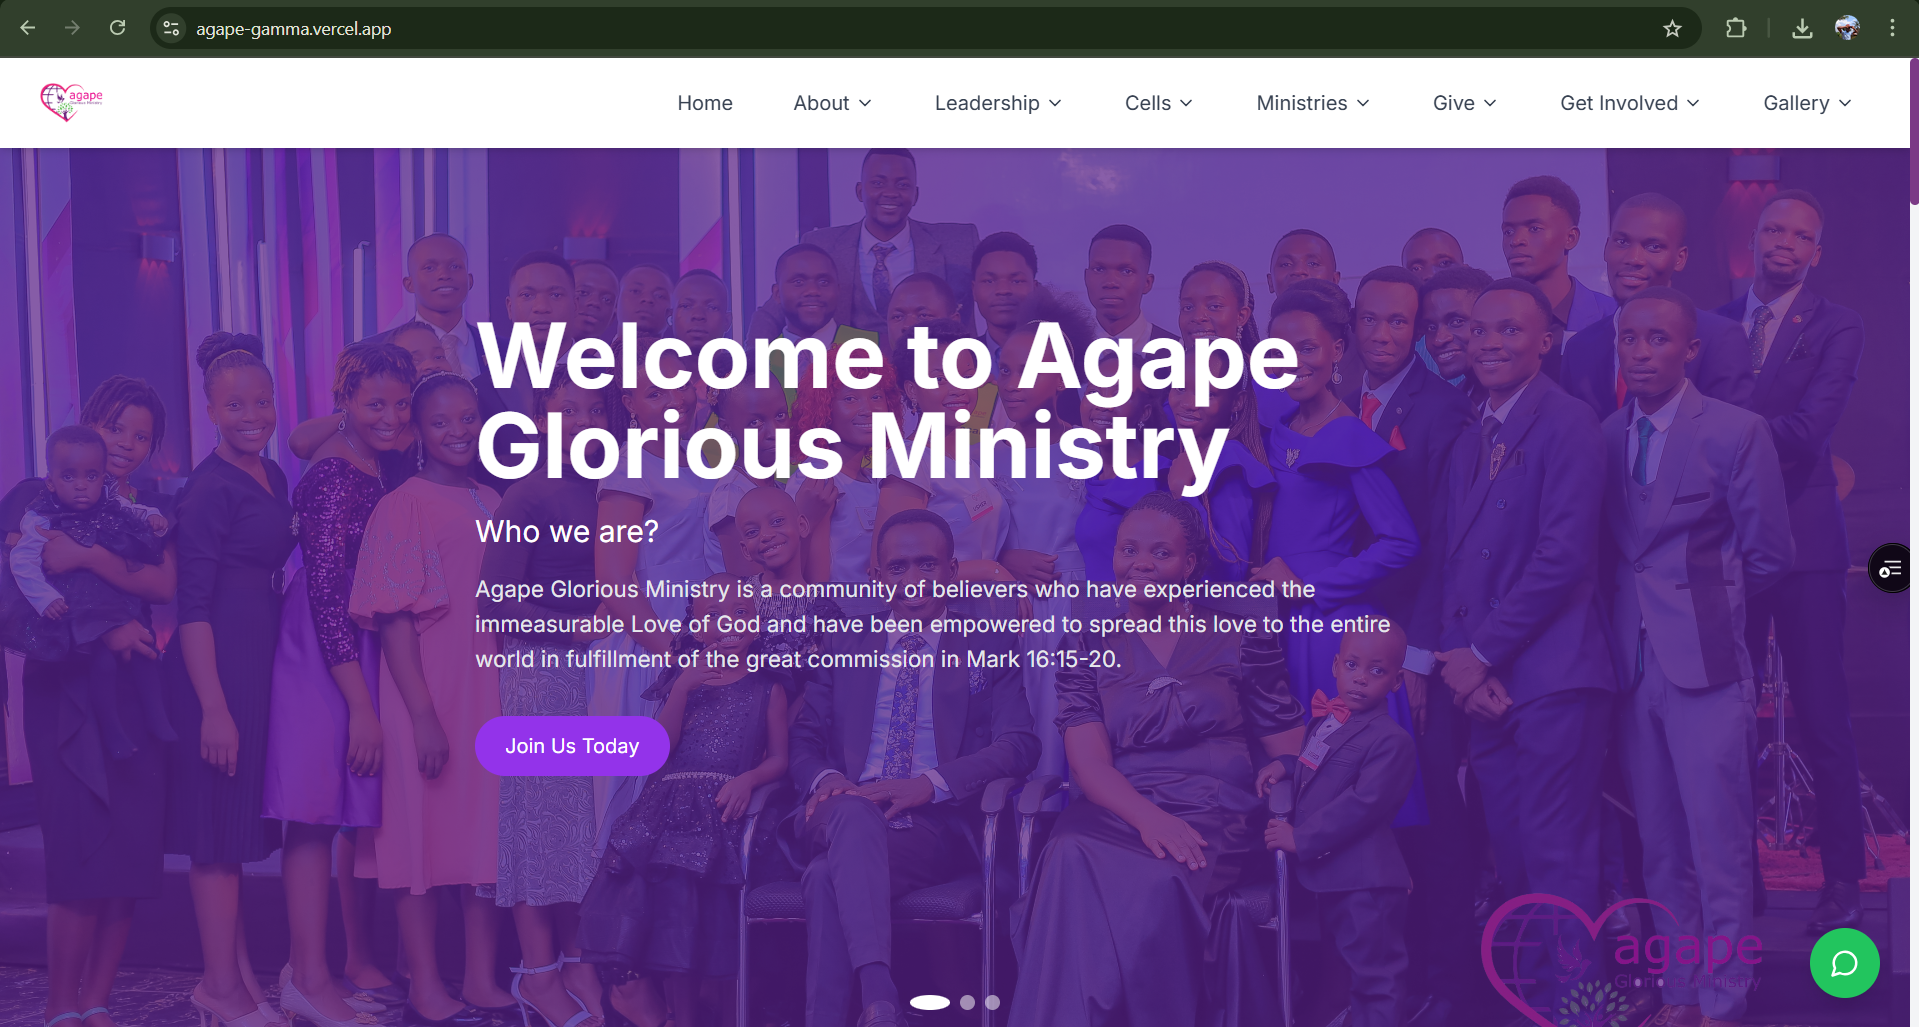 agape-gamma.vercel.app
agape
Glorious Ministry
Home
About
Leadership
Cells
Ministries
Give
Get Involved
Gallery
Welcome to Agape
Glorious Ministry
Who we are?
Agape Glorious Ministry is a community of believers who have experienced the
immeasurable Love of God and have been empowered to spread this love to the entire
world in fulfillment of the great commission in Mark 16:15-20.
Join Us Today
agape
Glorious Ministry